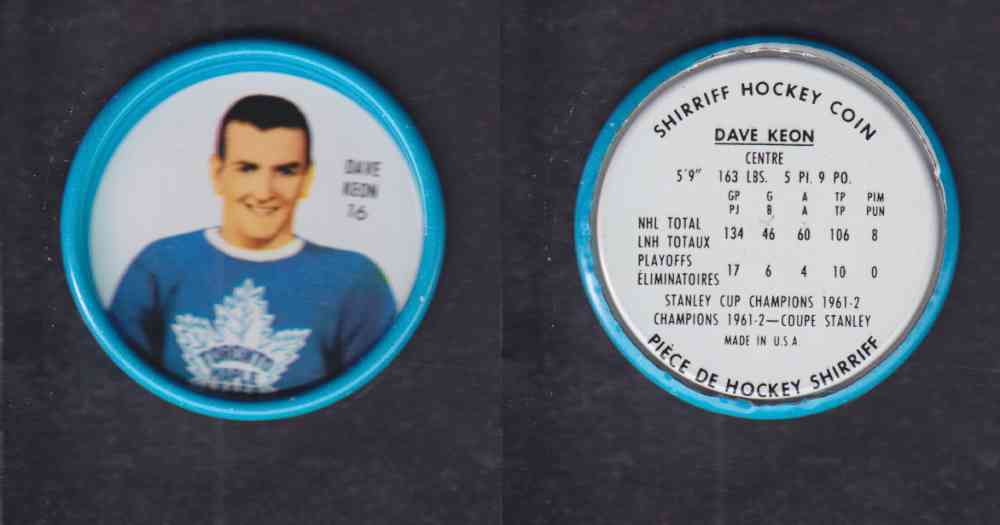 DAVE
KEON
16
TORONTO
SHIRRIFF HOCKEY COIN
DAVE KEON
CENTRE
5'9" 163 LBS. 5 PI. 9 PO.
GP G A TP PIM
PJ B A TP PUN
NHL TOTAL
LNH TOTAUX 134 46 60 106 8
PLAYOFFS
ÉLIMINATOIRES 17 6 4 10 0
STANLEY CUP CHAMPIONS 1961-2
CHAMPIONS 1961-2—COUPE STANLEY
MADE IN U.S.A
PIÈCE DE HOCKEY SHIRRIFF